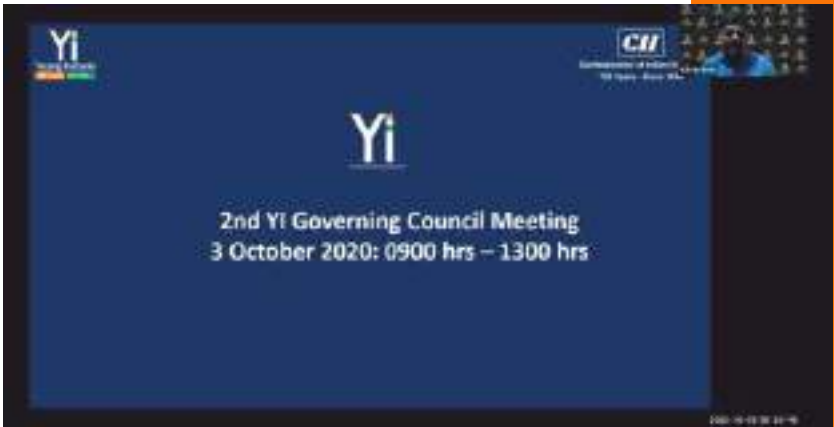 Yi
CII
Yi
2nd Yi Governing Council Meeting
3 October 2020: 0900 hrs – 1300 hrs